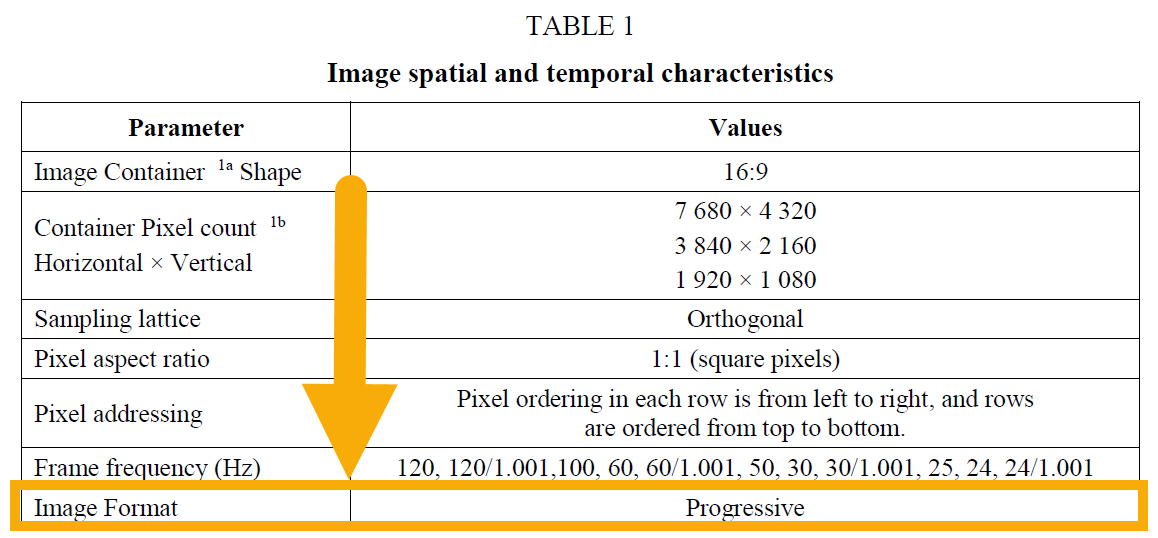 TABLE 1
Image spatial and temporal characteristics
Parameter Values
Image Container 1a Shape 16:9
Container Pixel count 1b
Horizontal × Vertical
7 680 × 4 320
3 840 × 2 160
1 920 × 1 080
Sampling lattice Orthogonal
Pixel aspect ratio 1:1 (square pixels)
Pixel addressing
Pixel ordering in each row is from left to right, and rows
are ordered from top to bottom.
Frame frequency (Hz) 120, 120/1.001,100, 60, 60/1.001, 50, 30, 30/1.001, 25, 24, 24/1.001
Image Format Progressive